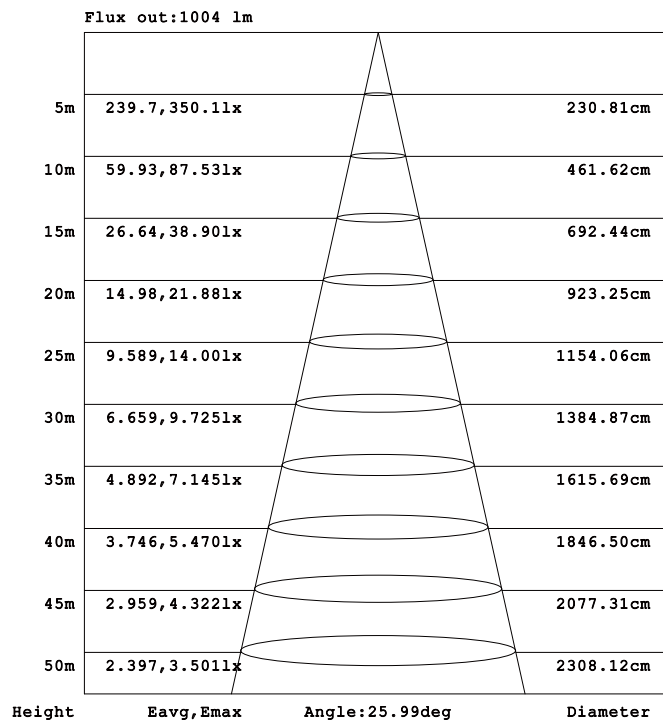 Flux out:1004 lm
5m 239.7,350.1lx 230.81cm
10m 59.93,87.53lx 461.62cm
15m 26.64,38.90lx 692.44cm
20m 14.98,21.88lx 923.25cm
25m 9.589,14.00lx 1154.06cm
30m 6.659,9.725lx 1384.87cm
35m 4.892,7.145lx 1615.69cm
40m 3.746,5.470lx 1846.50cm
45m 2.959,4.322lx 2077.31cm
50m 2.397,3.501lx 2308.12cm
Height Eavg,Emax Angle:25.99deg Diameter